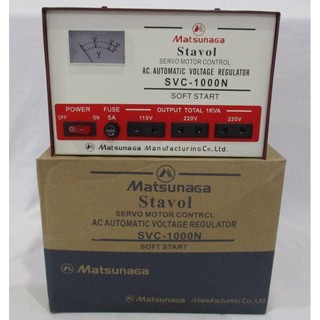 Matsunaga
Stavol
SERVO MOTOR CONTROL
AC. AUTOMATIC VOLTAGE REGULATOR
SVC-1000N
SOFT START
V
POWER
FUSE
OUTPUT TOTAL 1KVA
OFF
ON
5A
110V
220V
220V
Matsunaga Manufacturing Co., Ltd.
Matsunaga
Stavol
SERVO MOTOR CONTROL
AC AUTOMATIC VOLTAGE REGULATOR
SVC-1000N
SOFT START
Matsunaga
Matsunaga Manufacturing Co., Ltd.